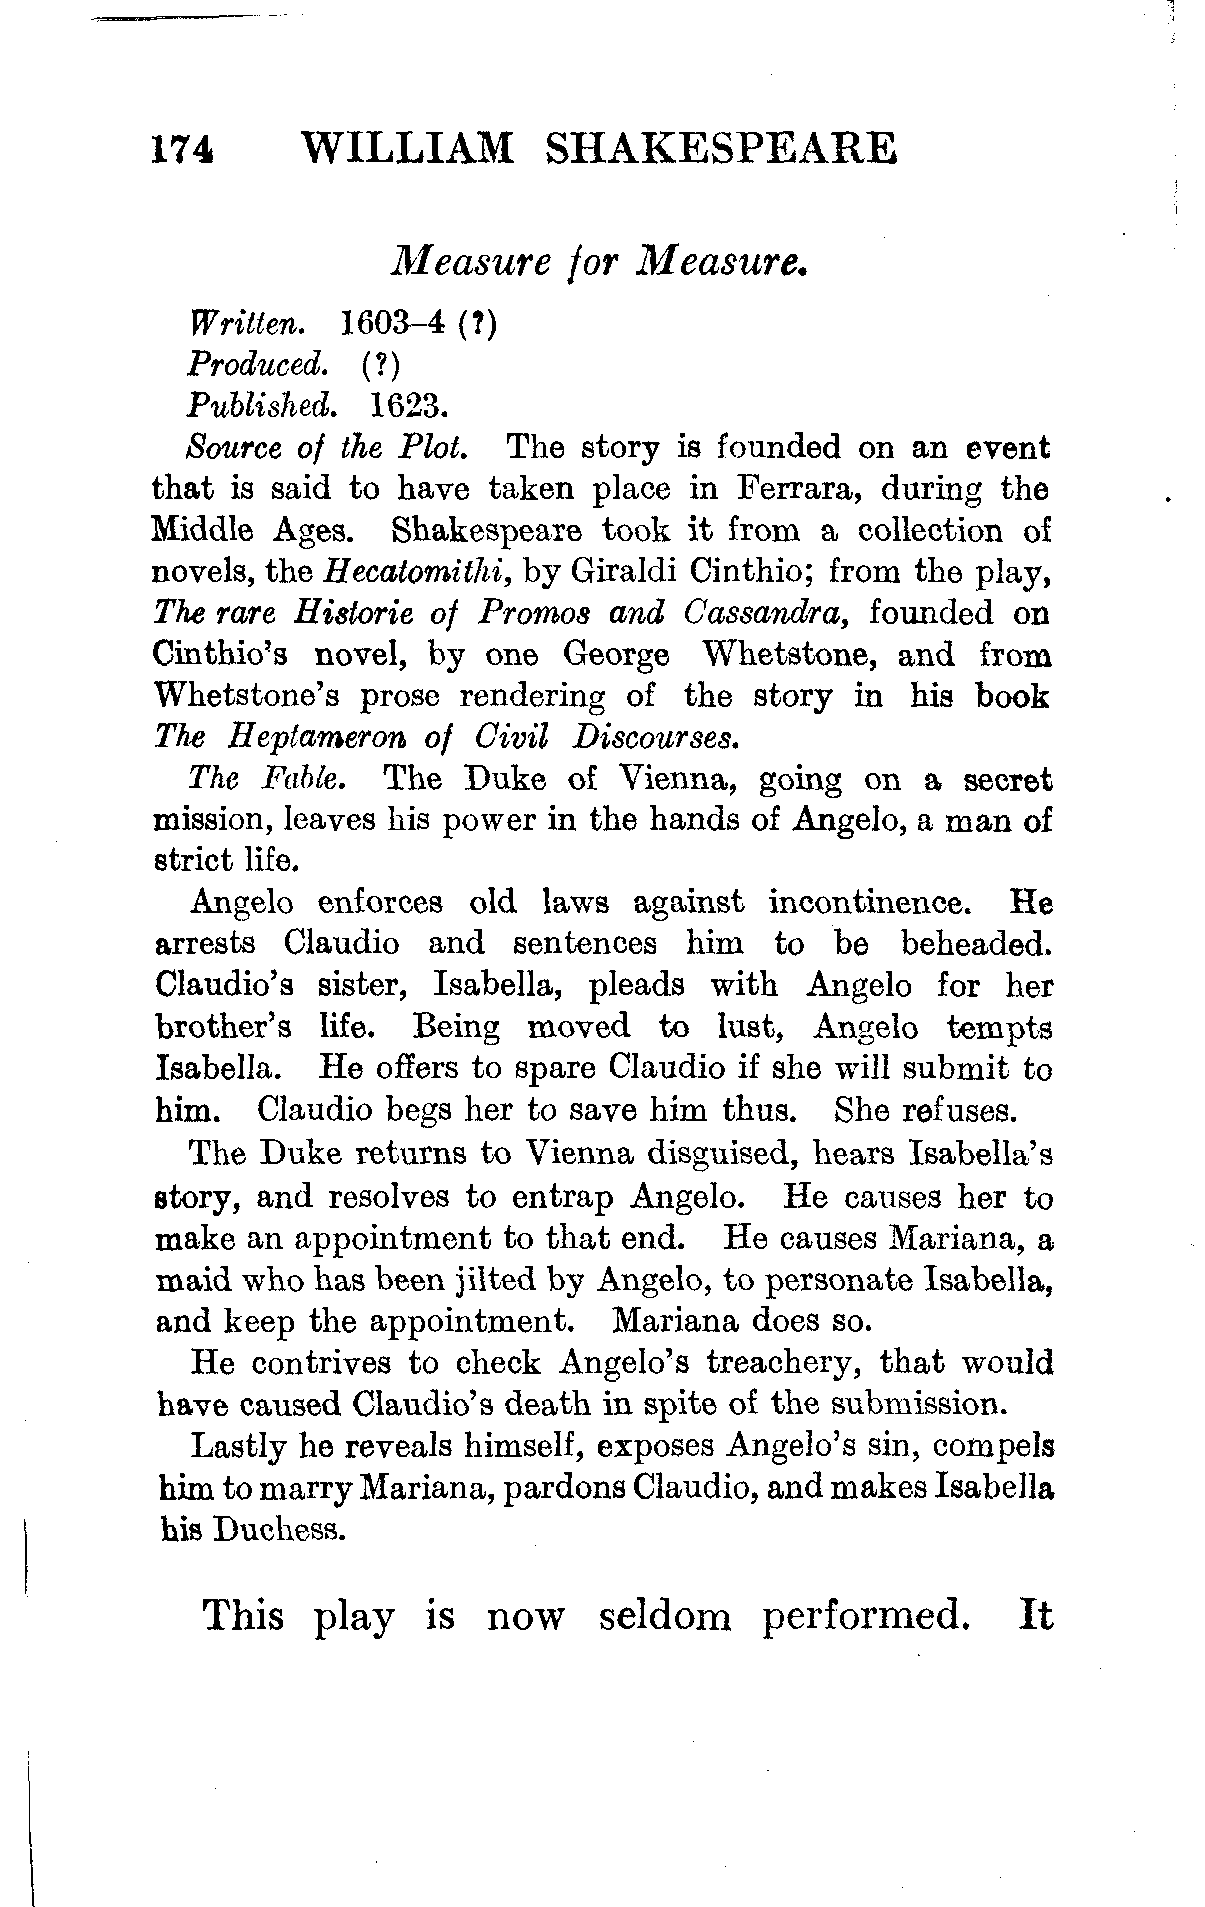 174 WILLIAM SHAKESPEARE
Measure for Measure.
Written. 1603–4 (?)
Produced. (?)
Published. 1623.
Source of the Plot. The story is founded on an event
that is said to have taken place in Ferrara, during the
Middle Ages. Shakespeare took it from a collection of
novels, the Hecatomithi, by Giraldi Cinthio; from the play,
The rare Historie of Promos and Cassandra, founded on
Cinthio's novel, by one George Whetstone, and from
Whetstone's prose rendering of the story in his book
The Heptameron of Civil Discourses.
The Fable. The Duke of Vienna, going on a secret
mission, leaves his power in the hands of Angelo, a man of
strict life.
Angelo enforces old laws against incontinence. He
arrests Claudio and sentences him to be beheaded.
Claudio's sister, Isabella, pleads with Angelo for her
brother's life. Being moved to lust, Angelo tempts
Isabella. He offers to spare Claudio if she will submit to
him. Claudio begs her to save him thus. She refuses.
The Duke returns to Vienna disguised, hears Isabella's
story, and resolves to entrap Angelo. He causes her to
make an appointment to that end. He causes Mariana, a
maid who has been jilted by Angelo, to personate Isabella,
and keep the appointment. Mariana does so.
He contrives to check Angelo's treachery, that would
have caused Claudio's death in spite of the submission.
Lastly he reveals himself, exposes Angelo's sin, compels
him to marry Mariana, pardons Claudio, and makes Isabella
his Duchess.
This play is now seldom performed. It